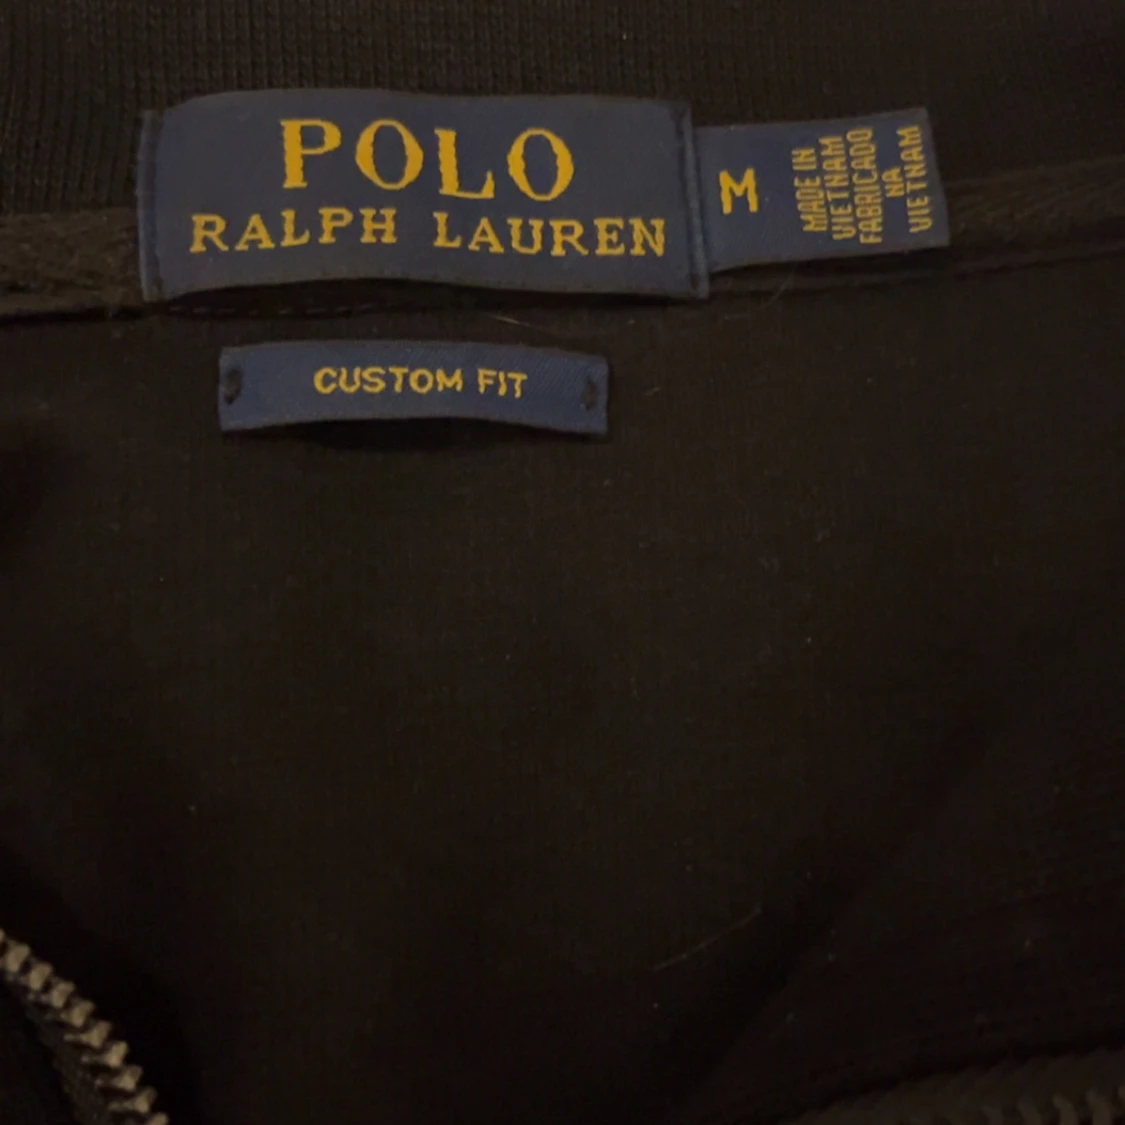 POLO
RALPH LAUREN
M
MADE IN
VIETNAM
FABRICADO
NA
VIETNAM
CUSTOM FIT